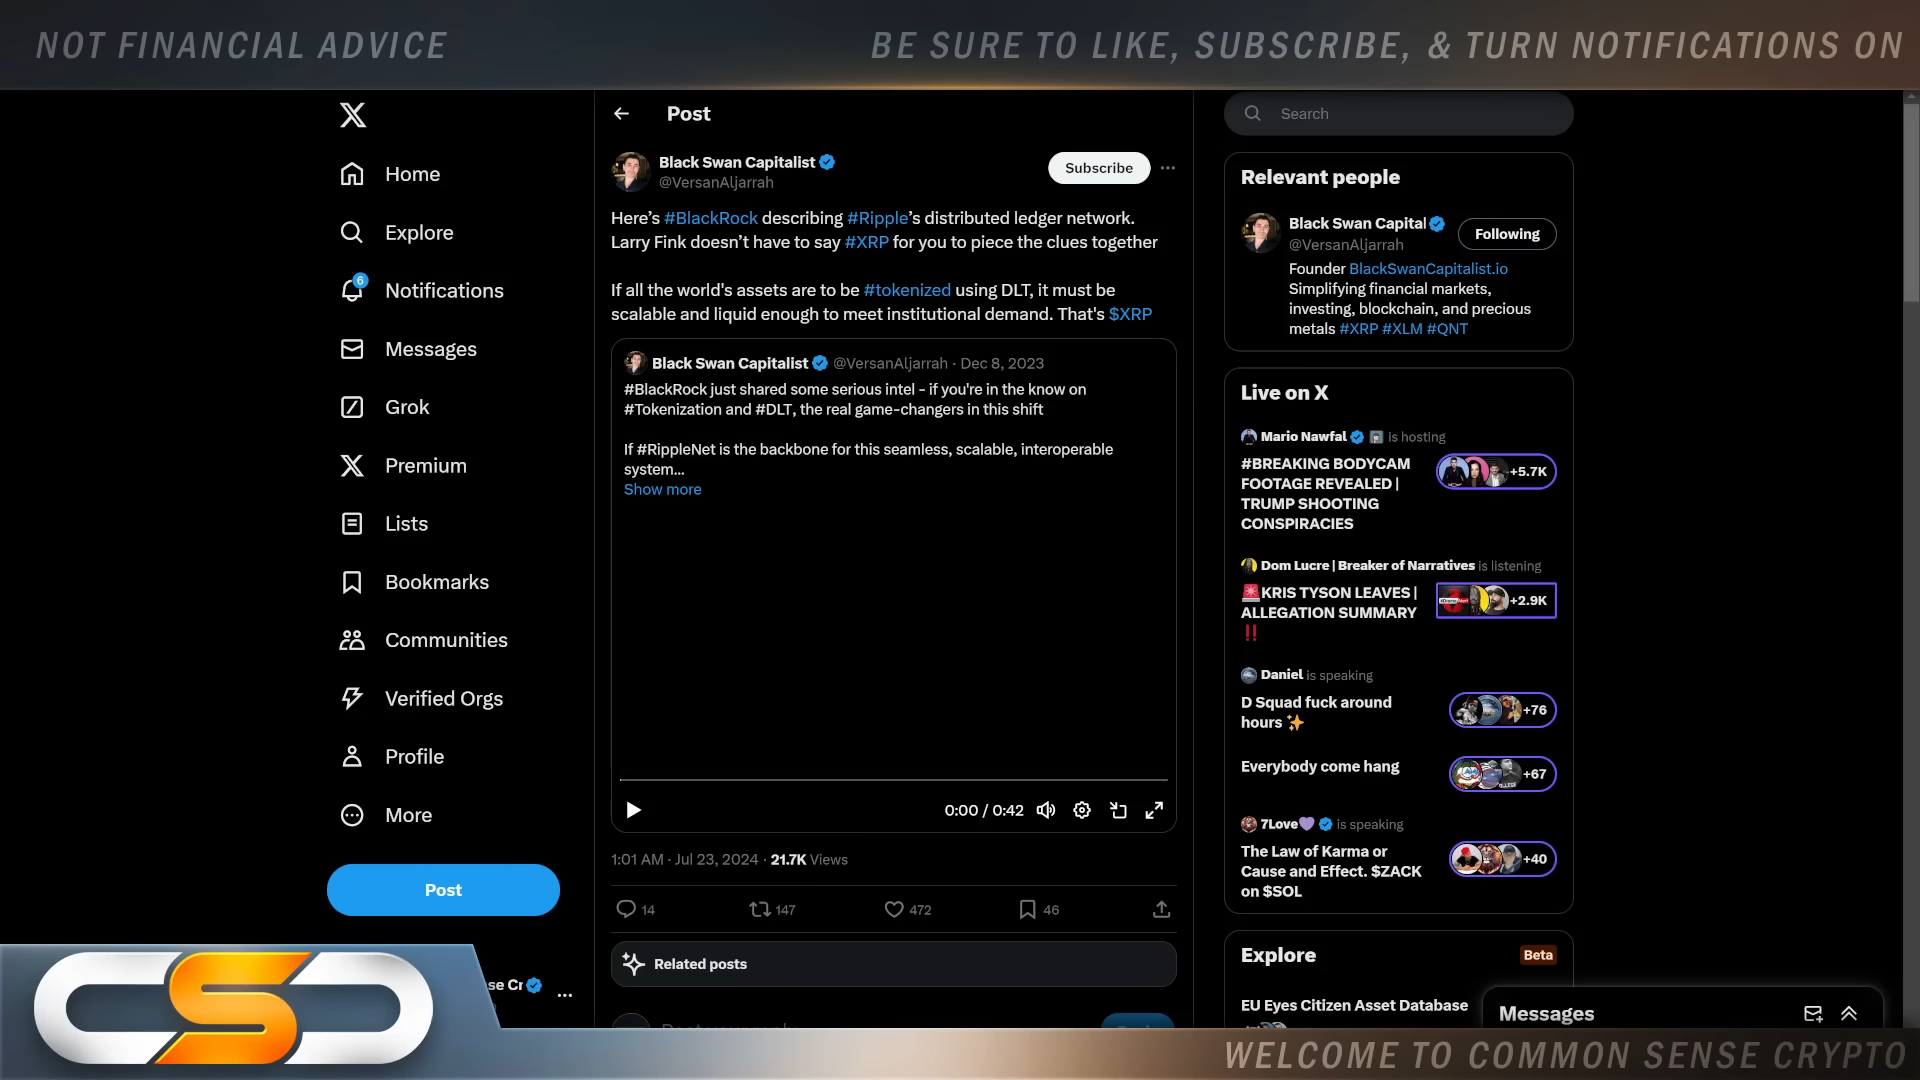 NOT FINANCIAL ADVICE
BE SURE TO LIKE, SUBSCRIBE, & TURN NOTIFICATIONS ON
Home
Explore
6
Notifications
Messages
Grok
Premium
Lists
Bookmarks
Communities
Verified Orgs
Profile
More
Post
se Cr
Post
Black Swan Capitalist
@VersanAljarrah
Subscribe
Here’s #BlackRock describing #Ripple’s distributed ledger network.
Larry Fink doesn’t have to say #XRP for you to piece the clues together
If all the world's assets are to be #tokenized using DLT, it must be
scalable and liquid enough to meet institutional demand. That's $XRP
Black Swan Capitalist @VersanAljarrah · Dec 8, 2023
#BlackRock just shared some serious intel - if you're in the know on
#Tokenization and #DLT, the real game-changers in this shift
If #RippleNet is the backbone for this seamless, scalable, interoperable
system...
Show more
0:00 / 0:42
1:01 AM · Jul 23, 2024 · 21.7K Views
14
147
472
46
Related posts
Search
Relevant people
Black Swan Capital
@VersanAljarrah
Following
Founder BlackSwanCapitalist.io
Simplifying financial markets,
investing, blockchain, and precious
metals #XRP #XLM #QNT
Live on X
Mario Nawfal is hosting
#BREAKING BODYCAM
FOOTAGE REVEALED |
TRUMP SHOOTING
CONSPIRACIES
+5.7K
Dom Lucre | Breaker of Narratives is listening
🚨KRIS TYSON LEAVES |
ALLEGATION SUMMARY
‼️
+2.9K
Daniel is speaking
D Squad fuck around
hours ✨
+76
Everybody come hang
+67
7Love💜 is speaking
The Law of Karma or
Cause and Effect. $ZACK
on $SOL
+40
Explore
Beta
EU Eyes Citizen Asset Database
Messages
CSC
WELCOME TO COMMON SENSE CRYPTO